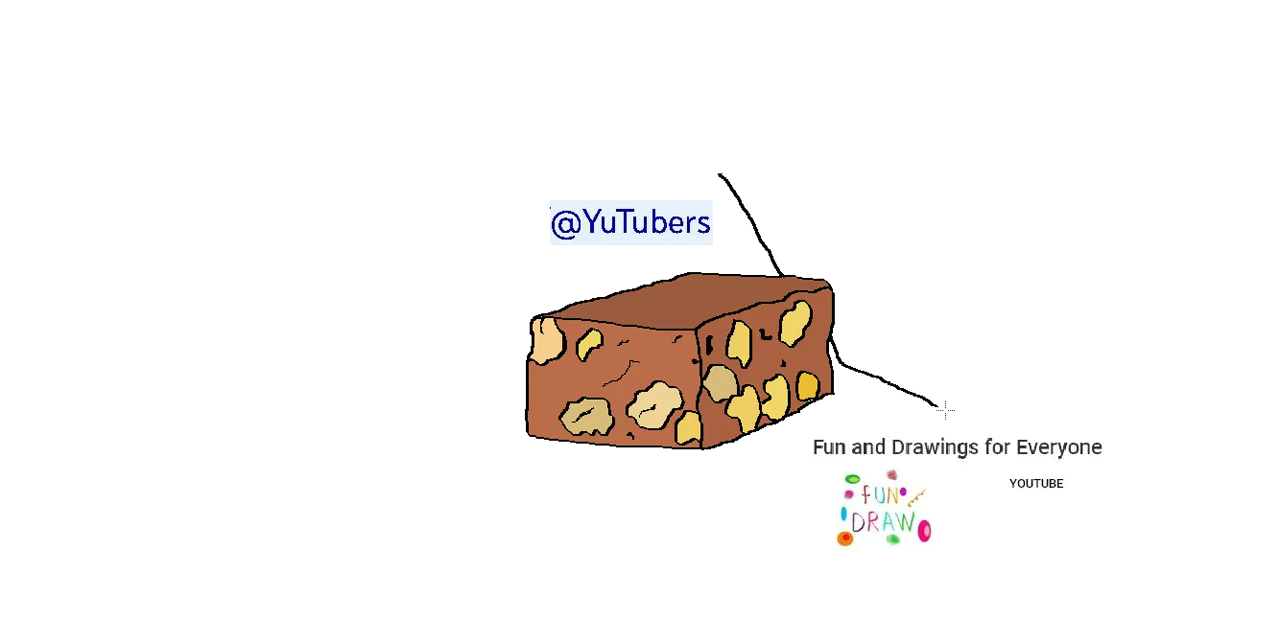 @YuTubers
Fun and Drawings for Everyone
YOUTUBE
FUN
DRAW